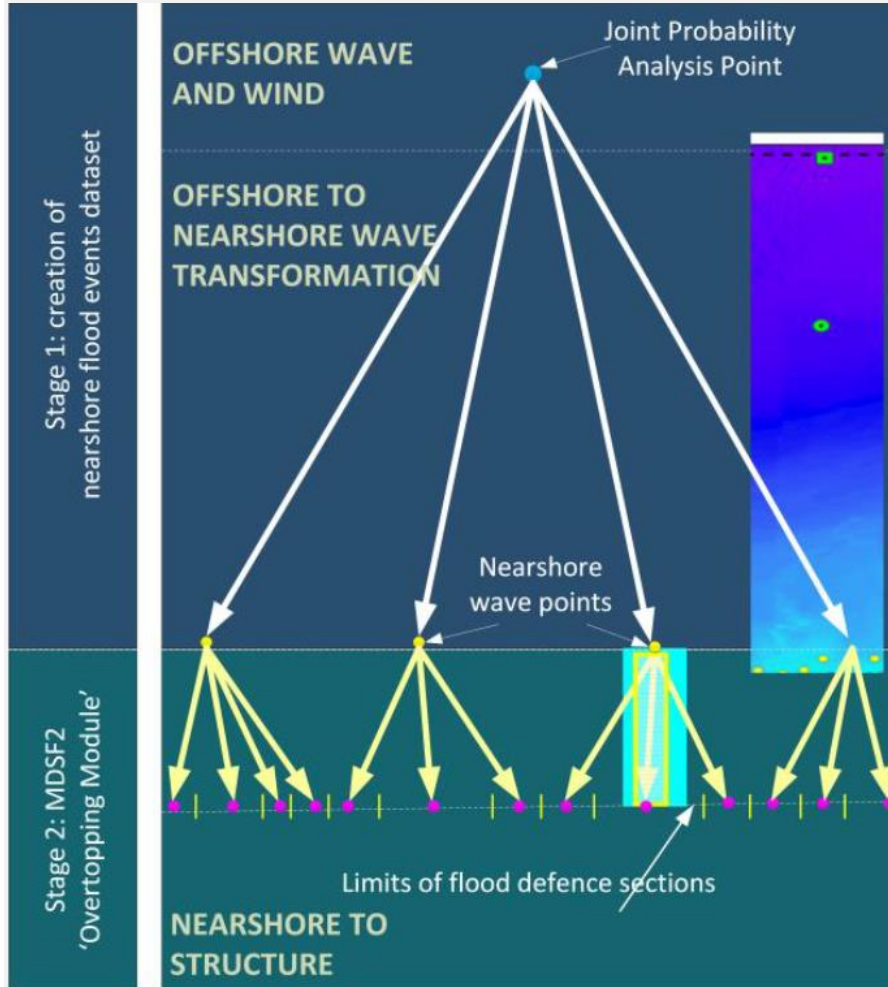 Joint Probability
Analysis Point
OFFSHORE WAVE
AND WIND
OFFSHORE TO
NEARSHORE WAVE
TRANSFORMATION
Stage 1: creation of
nearshore flood events dataset
Nearshore
wave points
Stage 2: MDSF2
‘Overtopping Module’
Limits of flood defence sections
NEARSHORE TO
STRUCTURE